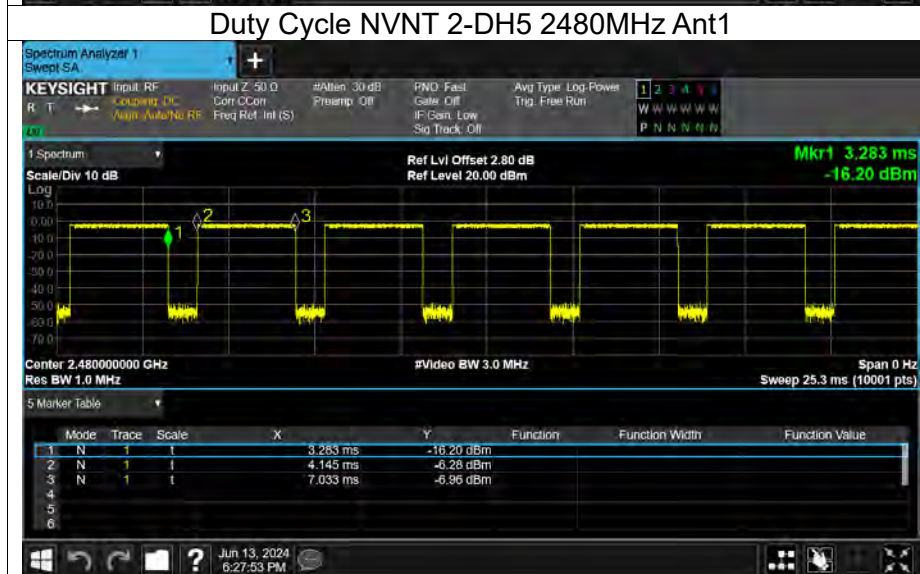 Duty Cycle NVNT 2-DH5 2480MHz Ant1
Spectrum Analyzer 1
Swept SA
+
KEYSIGHT Input: RF Input Z: 50 Ω #Atten: 30 dB PNO: Fast Avg Type: Log-Power 1 2 3 4 5 6
R T Coupling: DC Corr CCorr Preamp: Off Gate: Off Trig: Free Run W W W W W W
Align: Auto/No RF Freq Ref: Int (S) IF Gain: Low
Sig Track: Off P N N N N N
1 Spectrum
Scale/Div 10 dB
Ref Lvl Offset 2.80 dB
Ref Level 20.00 dBm
Mkr1 3.283 ms
-16.20 dBm
Log
10.0
0.00
-10.0
-20.0
-30.0
-40.0
-50.0
-60.0
-70.0
1
2
3
Center 2.480000000 GHz #Video BW 3.0 MHz Span 0 Hz
Res BW 1.0 MHz Sweep 25.3 ms (10001 pts)
5 Marker Table
Mode Trace Scale X Y Function Function Width Function Value
1 N 1 t 3.283 ms -16.20 dBm
2 N 1 t 4.145 ms -6.28 dBm
3 N 1 t 7.033 ms -6.96 dBm
4
5
6
? Jun 13, 2024
6:27:53 PM